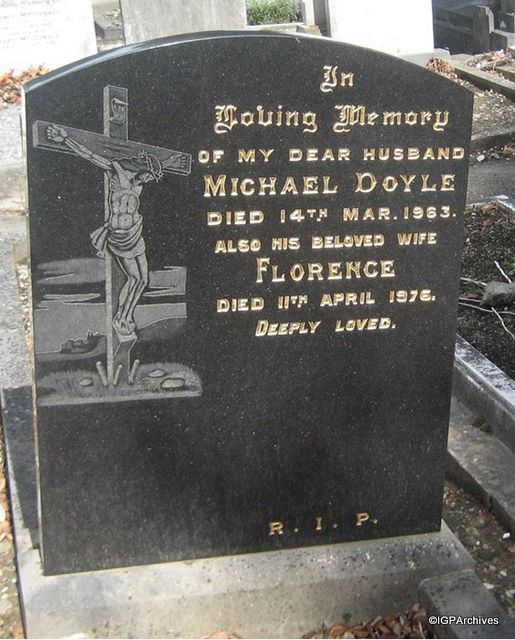 In
Loving Memory
OF MY DEAR HUSBAND
MICHAEL DOYLE
DIED 14TH MAR. 1963.
ALSO HIS BELOVED WIFE
FLORENCE
DIED 11TH APRIL 1976.
DEEPLY LOVED.
R. I. P.
©IGPArchives